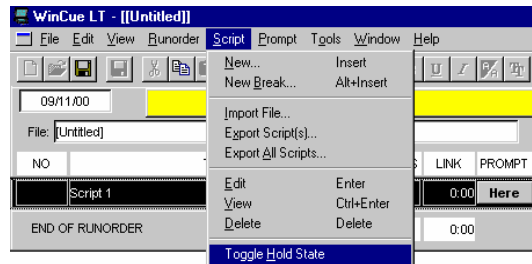 WinCue LT - [[Untitled]]
File Edit View Runorder Script Prompt Tools Window Help
New... Insert
New Break... Alt+Insert
09/11/00
Import File...
File: [Untitled]
Export Script(s)...
Export All Scripts...
NO LINK PROMPT
Edit Enter
Script 1 0:00 Here
View Ctrl+Enter
Delete Delete
END OF RUNORDER 0:00
Toggle Hold State